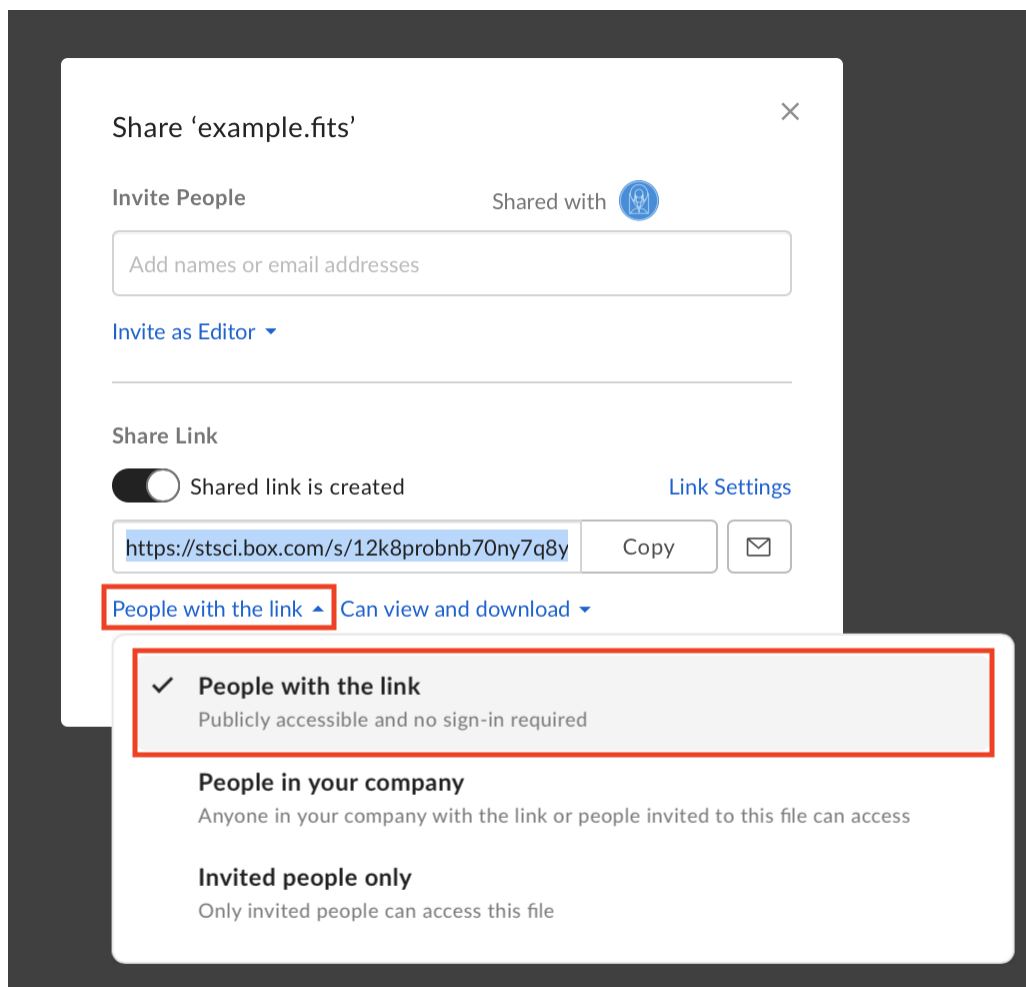 Share ‘example.fits’
Invite People
Shared with
Add names or email addresses
Invite as Editor
Share Link
Shared link is created
Link Settings
https://stsci.box.com/s/12k8probnb70ny7q8y
Copy
People with the link
Can view and download
People with the link
Publicly accessible and no sign-in required
People in your company
Anyone in your company with the link or people invited to this file can access
Invited people only
Only invited people can access this file